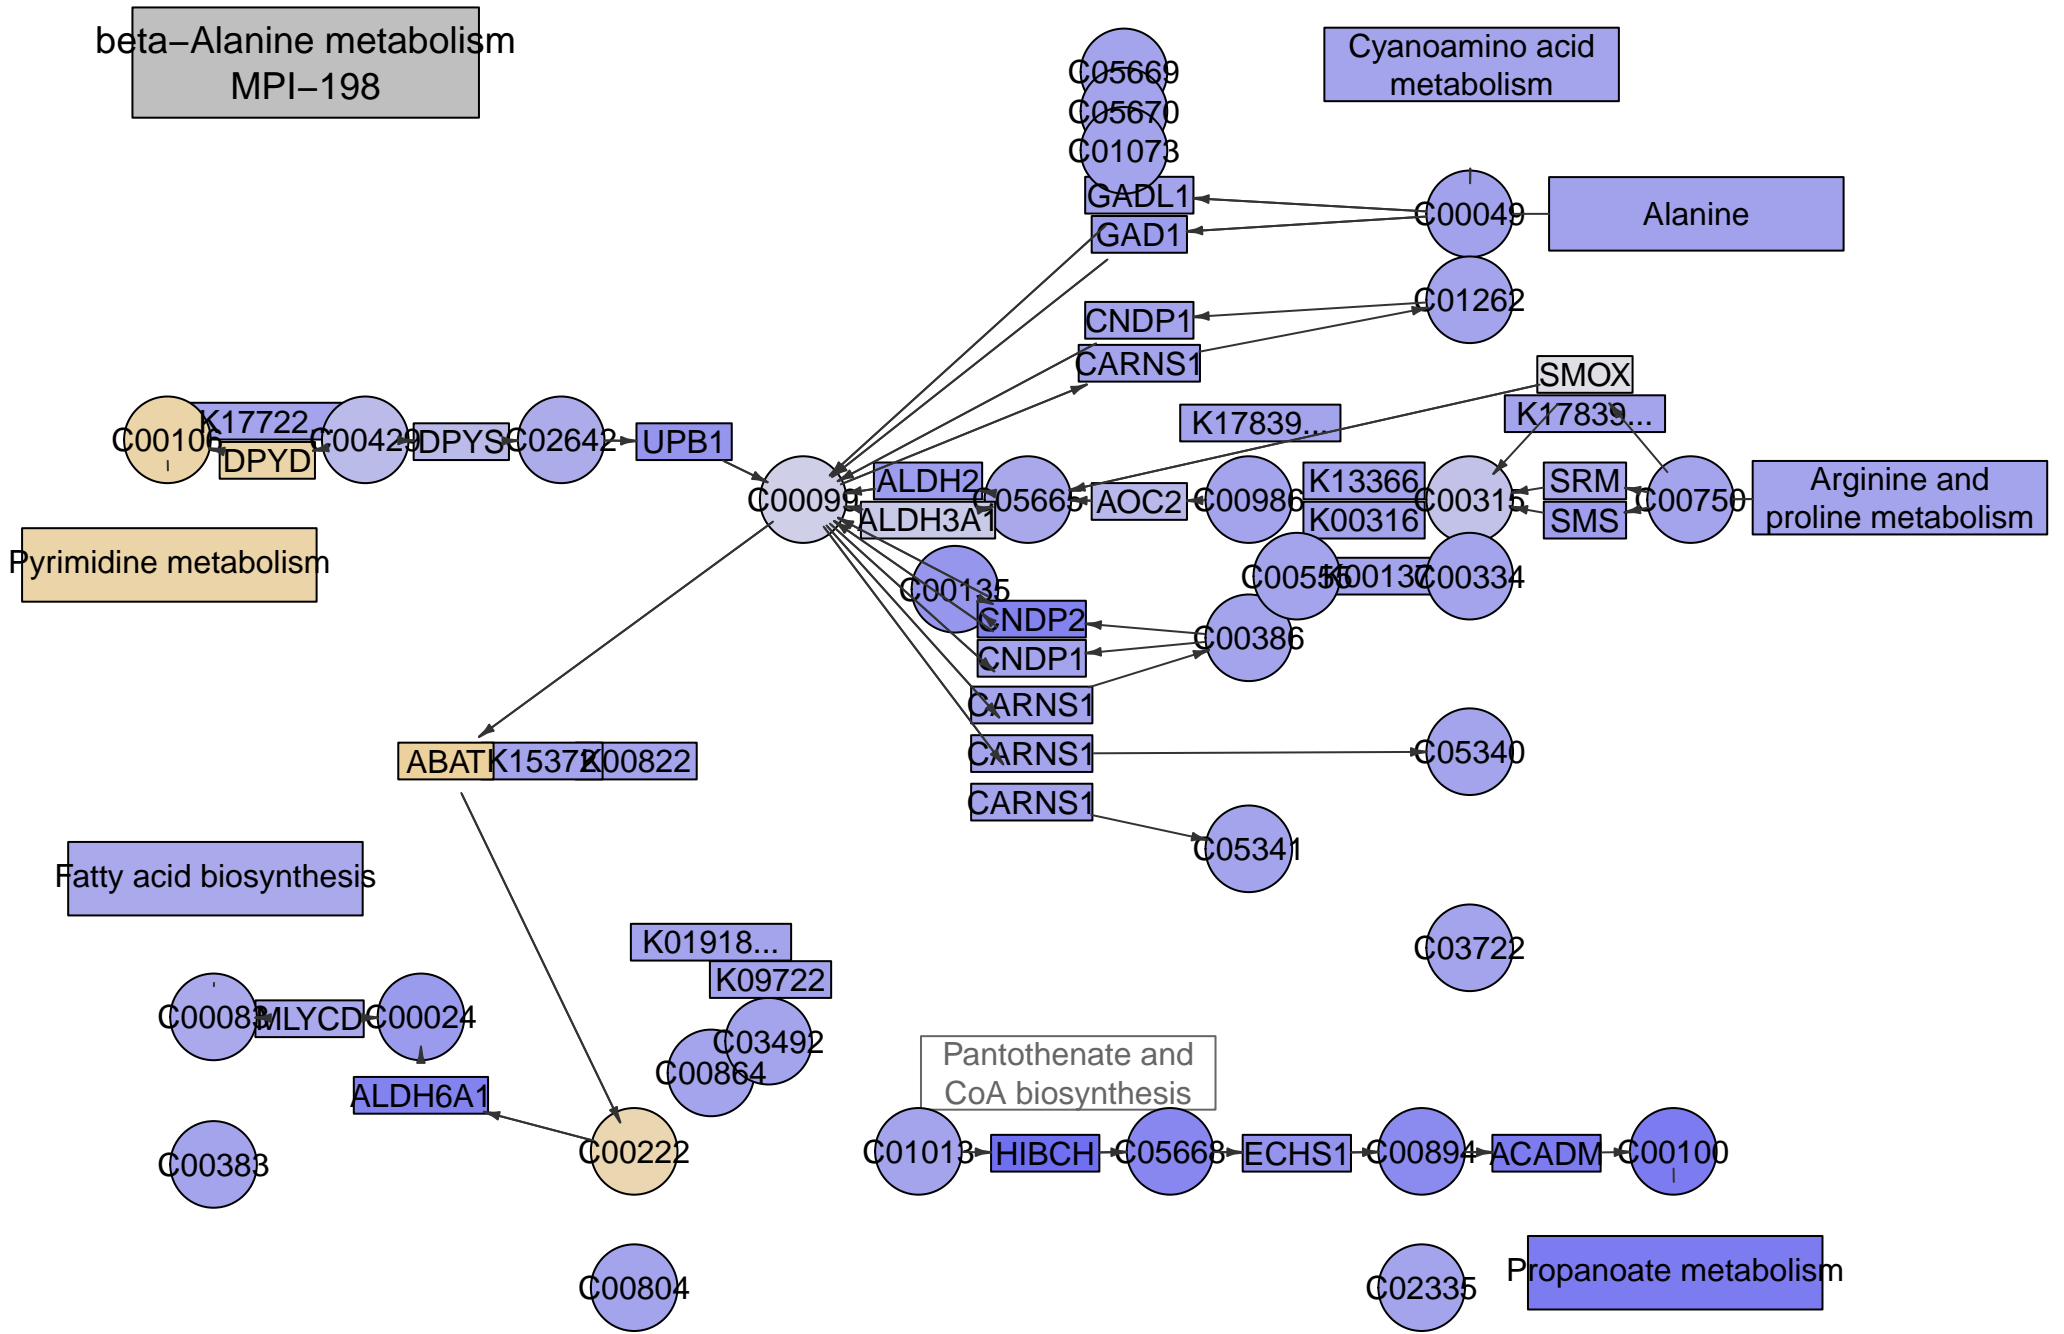 beta−Alanine metabolism
MPI−198
C05669
C05670
C01073
Cyanoamino acid
metabolism
GADL1
GAD1
C00049
Alanine
C01262
CNDP1
CARNS1
SMOX
K17839...
K17839...
C00106
K17722...
DPYD
C00429
DPYS
C02642
UPB1
C00099
ALDH2
ALDH3A1
C05665
AOC2
C00986
K13366
K00316
C00315
SRM
SMS
C00750
Arginine and
proline metabolism
Pyrimidine metabolism
C00135
C00555
K00137
C00334
CNDP2
CNDP1
C00386
CARNS1
CARNS1
CARNS1
C05340
C05341
ABAT
K15372
K00822
Fatty acid biosynthesis
K01918...
K09722
C03722
C00083
MLYCD
C00024
C03492
C00864
ALDH6A1
Pantothenate and
CoA biosynthesis
C00383
C00222
C01013
HIBCH
C05668
ECHS1
C00894
ACADM
C00100
C00804
C02335
Propanoate metabolism